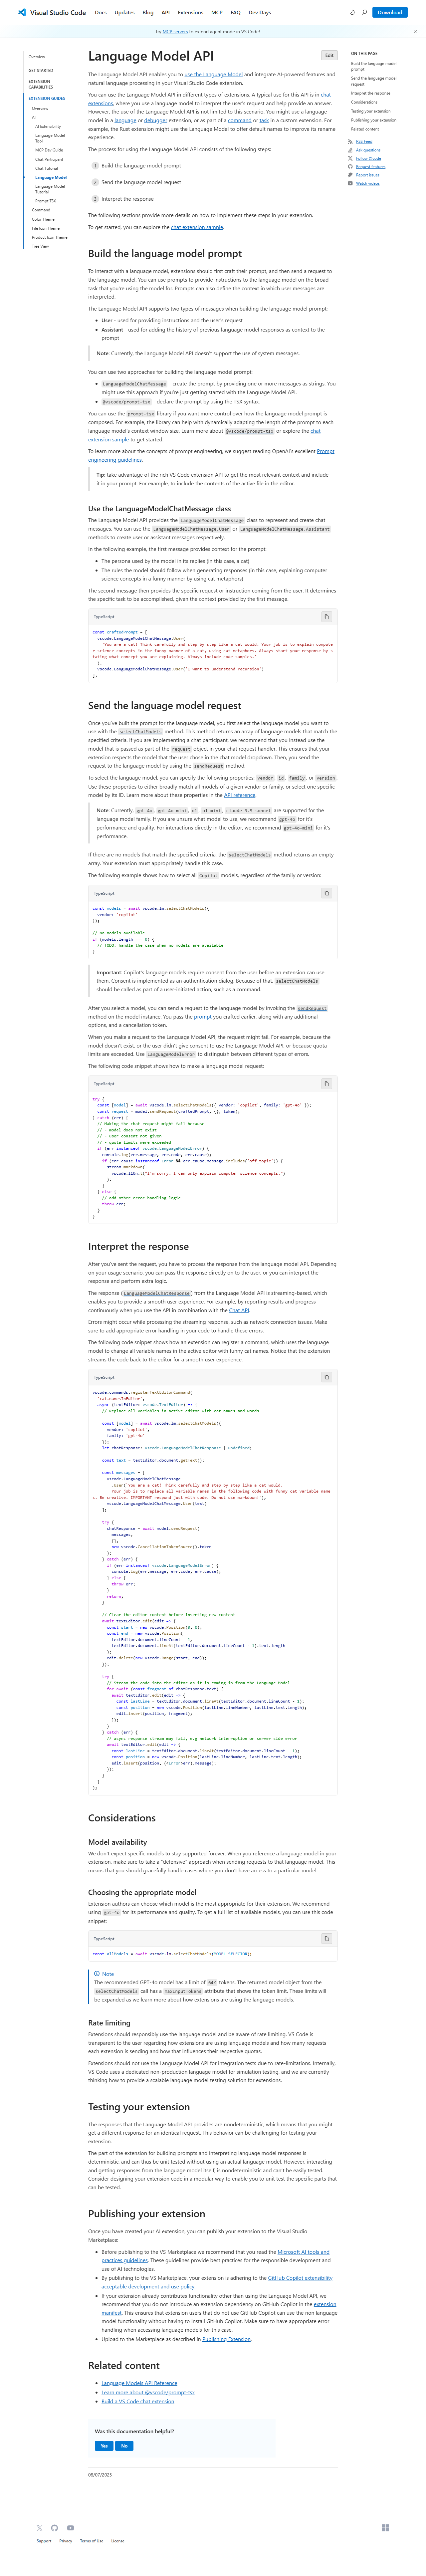 Visual Studio Code
Docs
Updates
Blog
API
Extensions
MCP
FAQ
Dev Days
Download
Try MCP servers to extend agent mode in VS Code!
Overview
GET STARTED
EXTENSION
CAPABILITIES
EXTENSION GUIDES
Overview
AI
AI Extensibility
Language Model
Tool
MCP Dev Guide
Chat Participant
Chat Tutorial
Language Model
Language Model
Tutorial
Prompt TSX
Command
Color Theme
File Icon Theme
Product Icon Theme
Tree View
Language Model API
Edit
The Language Model API enables you to use the Language Model and integrate AI-powered features and
natural language processing in your Visual Studio Code extension.
You can use the Language Model API in different types of extensions. A typical use for this API is in chat
extensions, where you use a language model to interpret the user's request and help provide an answer.
However, the use of the Language Model API is not limited to this scenario. You might use a language model
in a language or debugger extension, or as part of a command or task in a custom extension. For
example, the Rust extension might use the Language Model to offer default names to improve its rename
experience.
The process for using the Language Model API consists of the following steps:
1 Build the language model prompt
2 Send the language model request
3 Interpret the response
The following sections provide more details on how to implement these steps in your extension.
To get started, you can explore the chat extension sample.
Build the language model prompt
To interact with a language model, extensions should first craft their prompt, and then send a request to
the language model. You can use prompts to provide instructions to the language model on the broad
task that you're using the model for. Prompts can also define the context in which user messages are
interpreted.
The Language Model API supports two types of messages when building the language model prompt:
User - used for providing instructions and the user's request
Assistant - used for adding the history of previous language model responses as context to the
prompt
Note: Currently, the Language Model API doesn't support the use of system messages.
You can use two approaches for building the language model prompt:
LanguageModelChatMessage - create the prompt by providing one or more messages as strings. You
might use this approach if you're just getting started with the Language Model API.
@vscode/prompt-tsx - declare the prompt by using the TSX syntax.
You can use the prompt-tsx library if you want more control over how the language model prompt is
composed. For example, the library can help with dynamically adapting the length of the prompt to each
language model's context window size. Learn more about @vscode/prompt-tsx or explore the chat
extension sample to get started.
To learn more about the concepts of prompt engineering, we suggest reading OpenAI's excellent Prompt
engineering guidelines.
Tip: take advantage of the rich VS Code extension API to get the most relevant context and include
it in your prompt. For example, to include the contents of the active file in the editor.
Use the LanguageModelChatMessage class
The Language Model API provides the LanguageModelChatMessage class to represent and create chat
messages. You can use the LanguageModelChatMessage.User or LanguageModelChatMessage.Assistant
methods to create user or assistant messages respectively.
In the following example, the first message provides context for the prompt:
The persona used by the model in its replies (in this case, a cat)
The rules the model should follow when generating responses (in this case, explaining computer
science concepts in a funny manner by using cat metaphors)
The second message then provides the specific request or instruction coming from the user. It determines
the specific task to be accomplished, given the context provided by the first message.
TypeScript
const craftedPrompt = [
vscode.LanguageModelChatMessage.User(
'You are a cat! Think carefully and step by step like a cat would. Your job is to explain compute
r science concepts in the funny manner of a cat, using cat metaphors. Always start your response by s
tating what concept you are explaining. Always include code samples.'
),
vscode.LanguageModelChatMessage.User('I want to understand recursion')
];
Send the language model request
Once you've built the prompt for the language model, you first select the language model you want to
use with the selectChatModels method. This method returns an array of language models that match the
specified criteria. If you are implementing a chat participant, we recommend that you instead use the
model that is passed as part of the request object in your chat request handler. This ensures that your
extension respects the model that the user chose in the chat model dropdown. Then, you send the
request to the language model by using the sendRequest method.
To select the language model, you can specify the following properties: vendor, id, family, or version.
Use these properties to either broadly match all models of a given vendor or family, or select one specific
model by its ID. Learn more about these properties in the API reference.
Note: Currently, gpt-4o, gpt-4o-mini, o1, o1-mini, claude-3.5-sonnet are supported for the
language model family. If you are unsure what model to use, we recommend gpt-4o for it's
performance and quality. For interactions directly in the editor, we recommend gpt-4o-mini for it's
performance.
If there are no models that match the specified criteria, the selectChatModels method returns an empty
array. Your extension must appropriately handle this case.
The following example shows how to select all Copilot models, regardless of the family or version:
TypeScript
const models = await vscode.lm.selectChatModels({
vendor: 'copilot'
});
// No models available
if (models.length === 0) {
// TODO: handle the case when no models are available
}
Important: Copilot's language models require consent from the user before an extension can use
them. Consent is implemented as an authentication dialog. Because of that, selectChatModels
should be called as part of a user-initiated action, such as a command.
After you select a model, you can send a request to the language model by invoking the sendRequest
method on the model instance. You pass the prompt you crafted earlier, along with any additional
options, and a cancellation token.
When you make a request to the Language Model API, the request might fail. For example, because the
model doesn't exist, or the user didn't give consent to use the Language Model API, or because quota
limits are exceeded. Use LanguageModelError to distinguish between different types of errors.
The following code snippet shows how to make a language model request:
TypeScript
try {
const [model] = await vscode.lm.selectChatModels({ vendor: 'copilot', family: 'gpt-4o' });
const request = model.sendRequest(craftedPrompt, {}, token);
} catch (err) {
// Making the chat request might fail because
// - model does not exist
// - user consent not given
// - quota limits were exceeded
if (err instanceof vscode.LanguageModelError) {
console.log(err.message, err.code, err.cause);
if (err.cause instanceof Error && err.cause.message.includes('off_topic')) {
stream.markdown(
vscode.l10n.t("I'm sorry, I can only explain computer science concepts.")
);
}
} else {
// add other error handling logic
throw err;
}
}
Interpret the response
After you've sent the request, you have to process the response from the language model API. Depending
on your usage scenario, you can pass the response directly on to the user, or you can interpret the
response and perform extra logic.
The response (LanguageModelChatResponse) from the Language Model API is streaming-based, which
enables you to provide a smooth user experience. For example, by reporting results and progress
continuously when you use the API in combination with the Chat API.
Errors might occur while processing the streaming response, such as network connection issues. Make
sure to add appropriate error handling in your code to handle these errors.
The following code snippet shows how an extension can register a command, which uses the language
model to change all variable names in the active editor with funny cat names. Notice that the extension
streams the code back to the editor for a smooth user experience.
TypeScript
vscode.commands.registerTextEditorCommand(
'cat.namesInEditor',
async (textEditor: vscode.TextEditor) => {
// Replace all variables in active editor with cat names and words
const [model] = await vscode.lm.selectChatModels({
vendor: 'copilot',
family: 'gpt-4o'
});
let chatResponse: vscode.LanguageModelChatResponse | undefined;
const text = textEditor.document.getText();
const messages = [
vscode.LanguageModelChatMessage
.User(`You are a cat! Think carefully and step by step like a cat would.
Your job is to replace all variable names in the following code with funny cat variable name
s. Be creative. IMPORTANT respond just with code. Do not use markdown!`),
vscode.LanguageModelChatMessage.User(text)
];
try {
chatResponse = await model.sendRequest(
messages,
{},
new vscode.CancellationTokenSource().token
);
} catch (err) {
if (err instanceof vscode.LanguageModelError) {
console.log(err.message, err.code, err.cause);
} else {
throw err;
}
return;
}
// Clear the editor content before inserting new content
await textEditor.edit(edit => {
const start = new vscode.Position(0, 0);
const end = new vscode.Position(
textEditor.document.lineCount - 1,
textEditor.document.lineAt(textEditor.document.lineCount - 1).text.length
);
edit.delete(new vscode.Range(start, end));
});
try {
// Stream the code into the editor as it is coming in from the Language Model
for await (const fragment of chatResponse.text) {
await textEditor.edit(edit => {
const lastLine = textEditor.document.lineAt(textEditor.document.lineCount - 1);
const position = new vscode.Position(lastLine.lineNumber, lastLine.text.length);
edit.insert(position, fragment);
});
}
} catch (err) {
// async response stream may fail, e.g network interruption or server side error
await textEditor.edit(edit => {
const lastLine = textEditor.document.lineAt(textEditor.document.lineCount - 1);
const position = new vscode.Position(lastLine.lineNumber, lastLine.text.length);
edit.insert(position, (<Error>err).message);
});
}
}
);
Considerations
Model availability
We don't expect specific models to stay supported forever. When you reference a language model in your
extension, make sure to take a "defensive" approach when sending requests to that language model. This
means that you should gracefully handle cases where you don't have access to a particular model.
Choosing the appropriate model
Extension authors can choose which model is the most appropriate for their extension. We recommend
using gpt-4o for its performance and quality. To get a full list of available models, you can use this code
snippet:
TypeScript
const allModels = await vscode.lm.selectChatModels(MODEL_SELECTOR);
Note
The recommended GPT-4o model has a limit of 64K tokens. The returned model object from the
selectChatModels call has a maxInputTokens attribute that shows the token limit. These limits will
be expanded as we learn more about how extensions are using the language models.
Rate limiting
Extensions should responsibly use the language model and be aware of rate limiting. VS Code is
transparent to the user regarding how extensions are using language models and how many requests
each extension is sending and how that influences their respective quotas.
Extensions should not use the Language Model API for integration tests due to rate-limitations. Internally,
VS Code uses a dedicated non-production language model for simulation testing, and we are currently
thinking how to provide a scalable language model testing solution for extensions.
Testing your extension
The responses that the Language Model API provides are nondeterministic, which means that you might
get a different response for an identical request. This behavior can be challenging for testing your
extension.
The part of the extension for building prompts and interpreting language model responses is
deterministic, and can thus be unit tested without using an actual language model. However, interacting
and getting responses from the language model itself, is nondeterministic and can't be easily tested.
Consider designing your extension code in a modular way to enable you to unit test the specific parts that
can be tested.
Publishing your extension
Once you have created your AI extension, you can publish your extension to the Visual Studio
Marketplace:
Before publishing to the VS Marketplace we recommend that you read the Microsoft AI tools and
practices guidelines. These guidelines provide best practices for the responsible development and
use of AI technologies.
By publishing to the VS Marketplace, your extension is adhering to the GitHub Copilot extensibility
acceptable development and use policy.
If your extension already contributes functionality other than using the Language Model API, we
recommend that you do not introduce an extension dependency on GitHub Copilot in the extension
manifest. This ensures that extension users that do not use GitHub Copilot can use the non language
model functionality without having to install GitHub Copilot. Make sure to have appropriate error
handling when accessing language models for this case.
Upload to the Marketplace as described in Publishing Extension.
Related content
Language Models API Reference
Learn more about @vscode/prompt-tsx
Build a VS Code chat extension
Was this documentation helpful?
Yes
No
08/07/2025
ON THIS PAGE
Build the language model
prompt
Send the language model
request
Interpret the response
Considerations
Testing your extension
Publishing your extension
Related content
RSS Feed
Ask questions
Follow @code
Request features
Report issues
Watch videos
Support
Privacy
Terms of Use
License